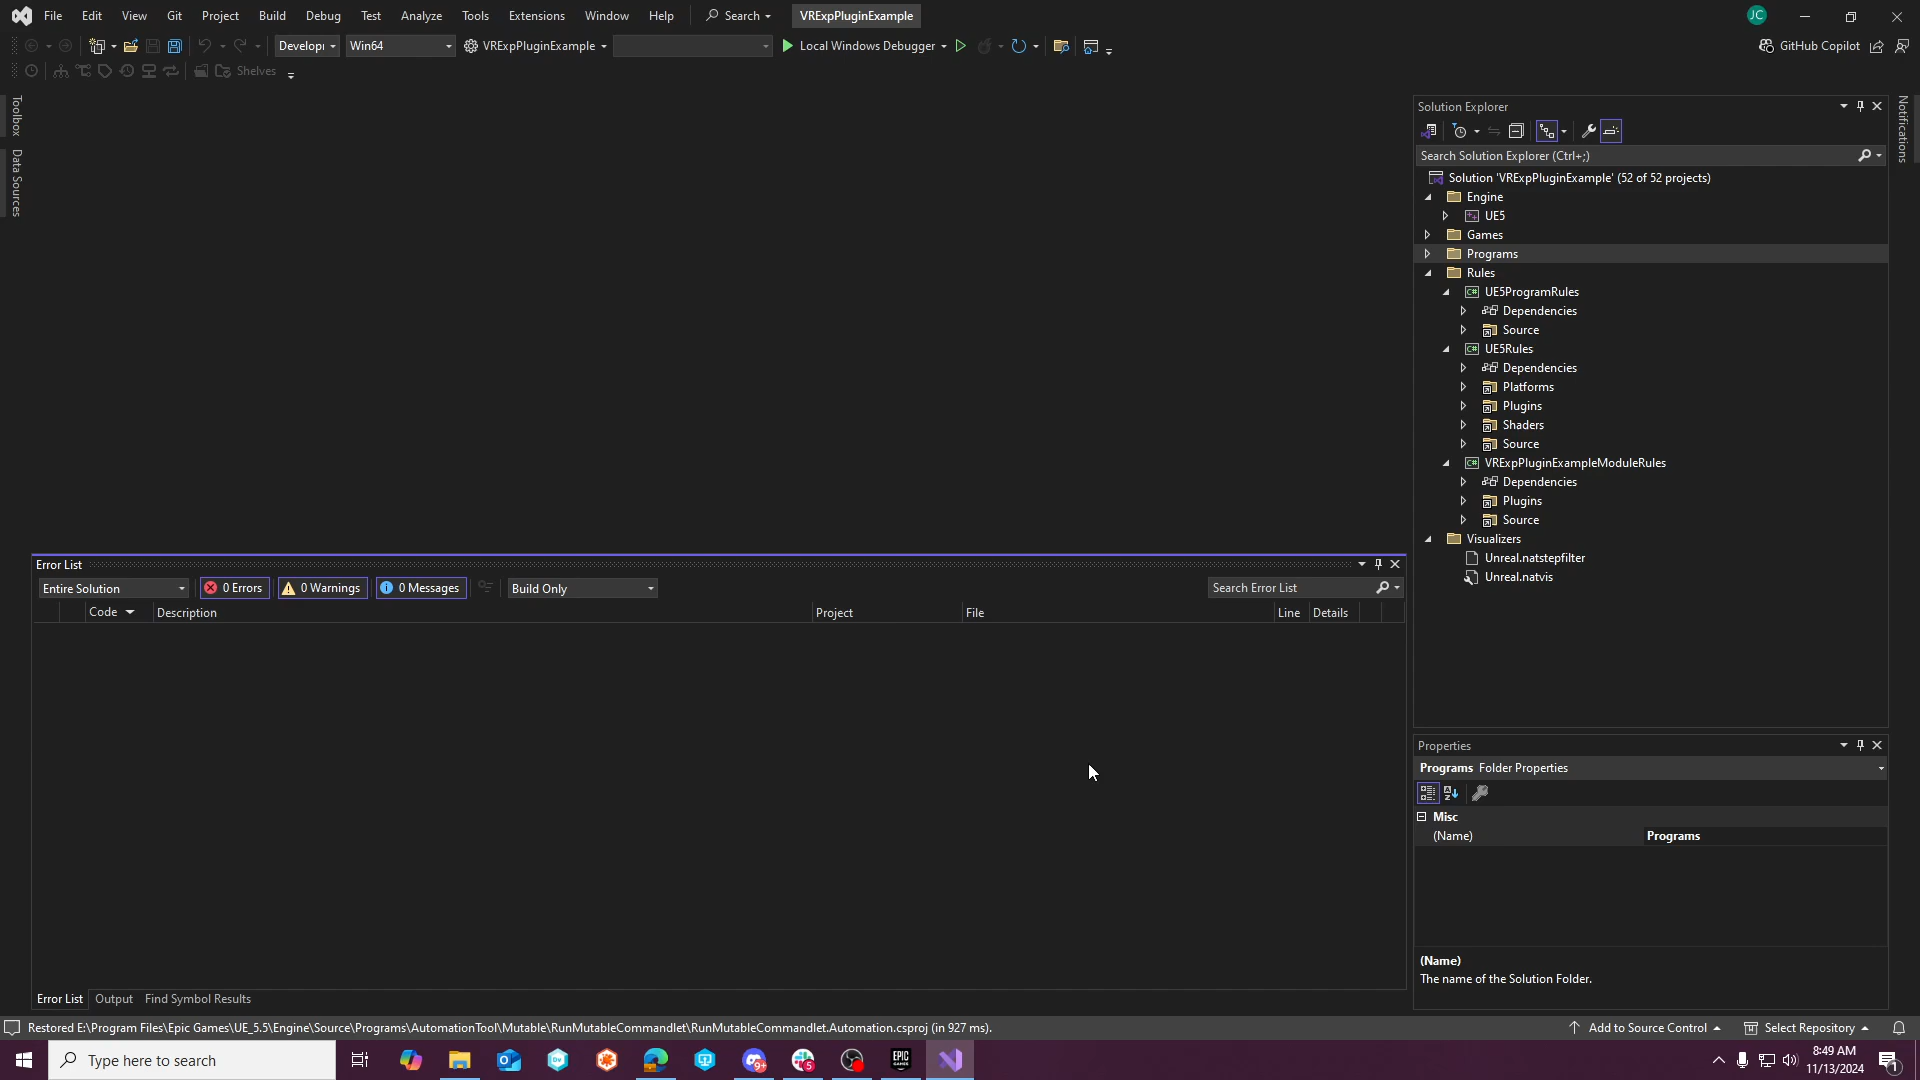 File Edit View Git Project Build Debug Test Analyze Tools Extensions Window Help Search VRExpPluginExample JC
Develop Win64 VRExpPluginExample Local Windows Debugger GitHub Copilot
Shelves
Toolbox
Data Sources
Notifications
Solution Explorer
Search Solution Explorer (Ctrl+;)
Solution 'VRExpPluginExample' (52 of 52 projects)
Engine
UE5
Games
Programs
Rules
UE5ProgramRules
Dependencies
Source
UE5Rules
Dependencies
Platforms
Plugins
Shaders
Source
VRExpPluginExampleModuleRules
Dependencies
Plugins
Source
Visualizers
Unreal.natstepfilter
Unreal.natvis
Error List
Entire Solution 0 Errors 0 Warnings 0 Messages Build Only Search Error List
Code Description Project File Line Details
Error List Output Find Symbol Results
Properties
Programs Folder Properties
Misc
(Name) Programs
(Name)
The name of the Solution Folder.
Restored E:\Program Files\Epic Games\UE_5.5\Engine\Source\Programs\AutomationTool\Mutable\RunMutableCommandlet\RunMutableCommandlet.Automation.csproj (in 927 ms). Add to Source Control Select Repository
Type here to search
9+
5
EPIC
GAMES
8:49 AM
11/13/2024
1